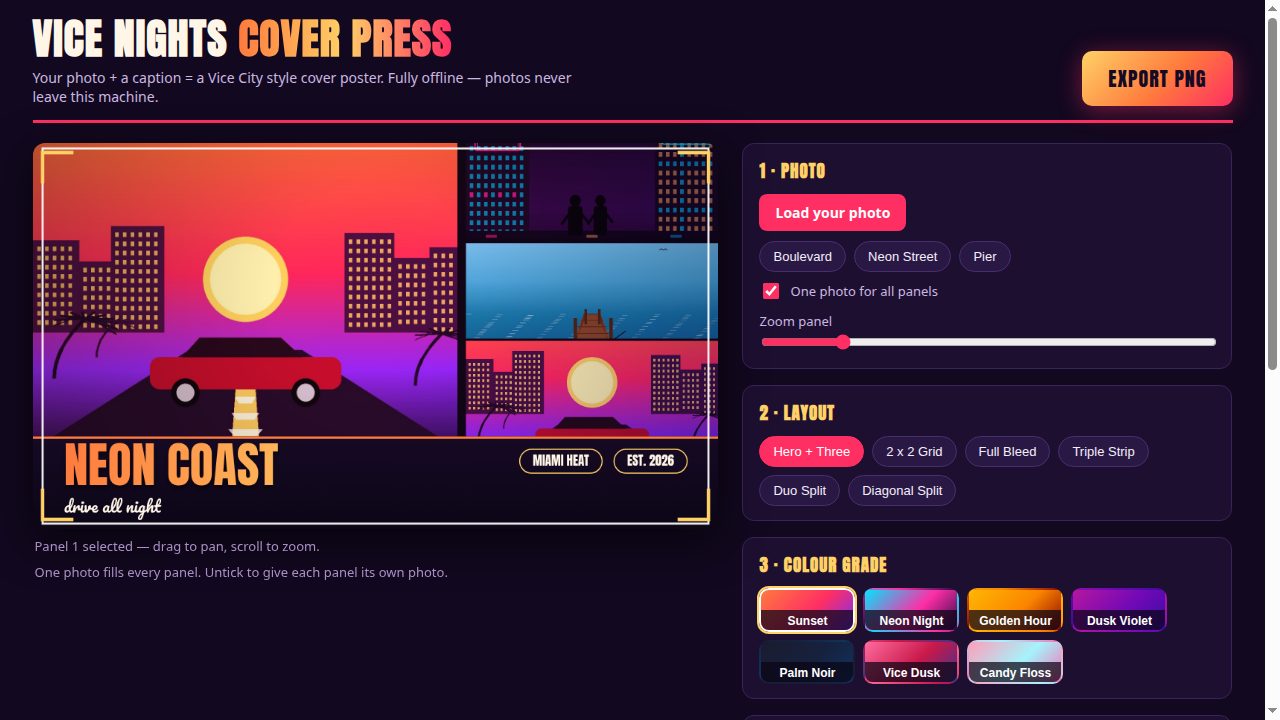 VICE NIGHTS COVER PRESS
Your photo + a caption = a Vice City style cover poster. Fully offline — photos never
leave this machine.
EXPORT PNG
NEON COAST
drive all night
MIAMI HEAT
EST. 2026
Panel 1 selected — drag to pan, scroll to zoom.
One photo fills every panel. Untick to give each panel its own photo.
1 · PHOTO
Load your photo
Boulevard
Neon Street
Pier
One photo for all panels
Zoom panel
2 · LAYOUT
Hero + Three
2 x 2 Grid
Full Bleed
Triple Strip
Duo Split
Diagonal Split
3 · COLOUR GRADE
Sunset
Neon Night
Golden Hour
Dusk Violet
Palm Noir
Vice Dusk
Candy Floss